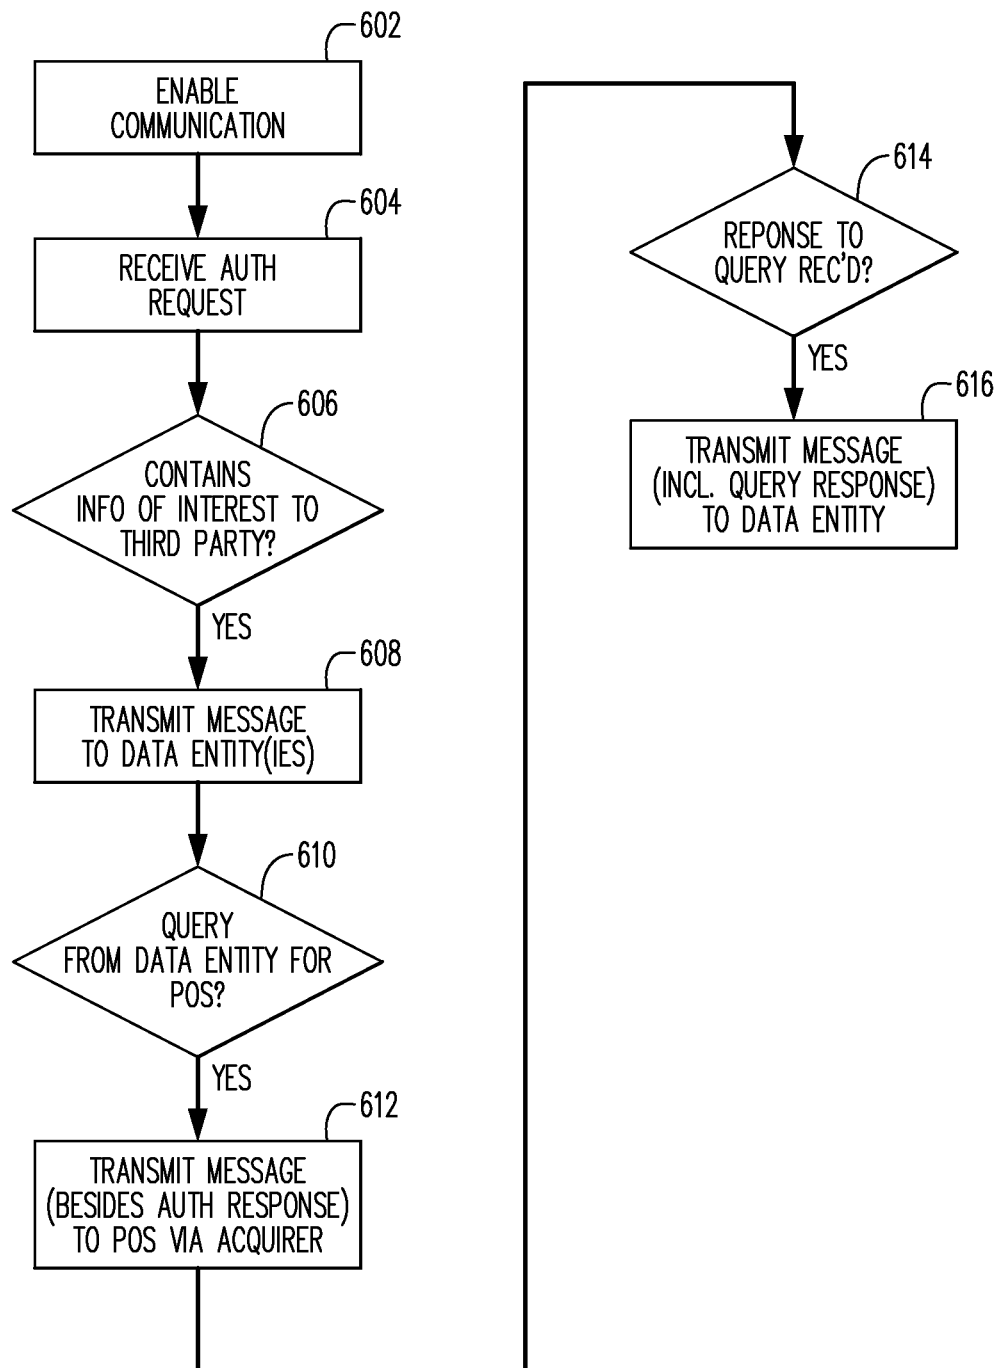 602
ENABLE
COMMUNICATION
604
RECEIVE AUTH
REQUEST
606
CONTAINS
INFO OF INTEREST TO
THIRD PARTY?
YES
608
TRANSMIT MESSAGE
TO DATA ENTITY(IES)
610
QUERY
FROM DATA ENTITY FOR
POS?
YES
612
TRANSMIT MESSAGE
(BESIDES AUTH RESPONSE)
TO POS VIA ACQUIRER
614
REPONSE TO
QUERY REC'D?
YES
616
TRANSMIT MESSAGE
(INCL. QUERY RESPONSE)
TO DATA ENTITY